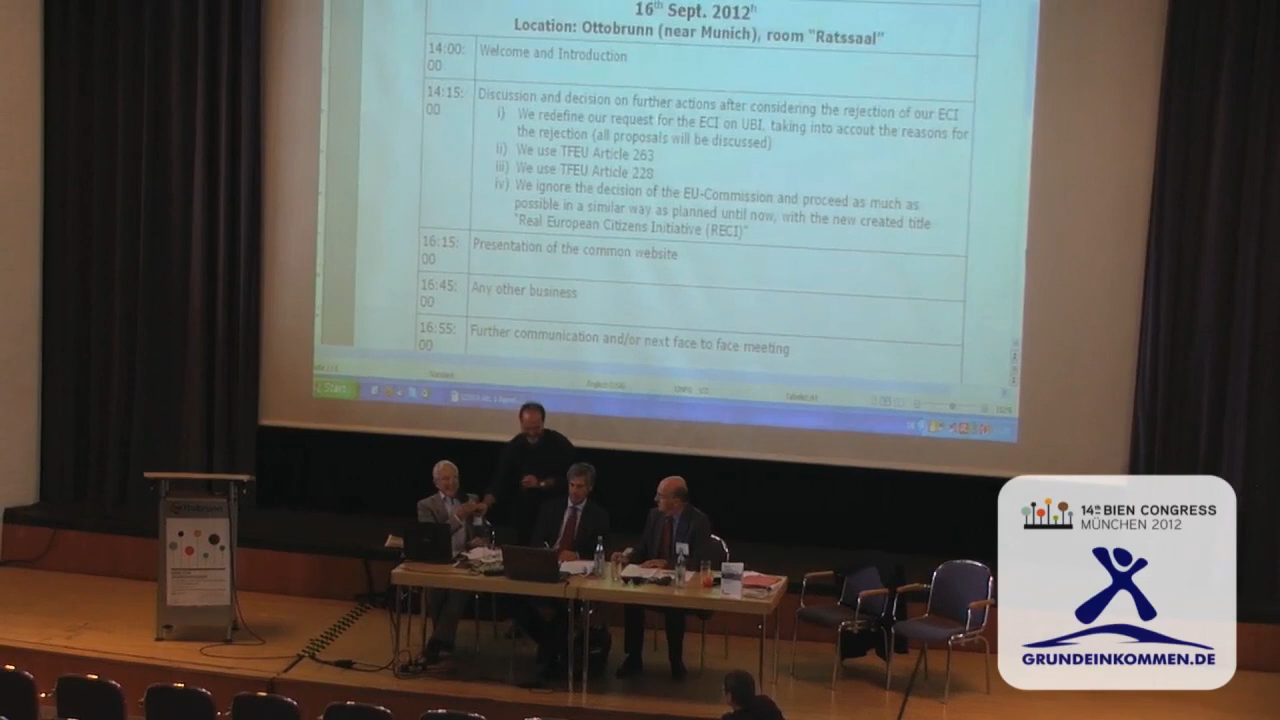 16th Sept. 2012h
Location: Ottobrunn (near Munich), room "Ratssaal"
14:00:
00
Welcome and Introduction
14:15:
00
Discussion and decision on further actions after considering the rejection of our ECI
i) We redefine our request for the ECI on UBI, taking into accout the reasons for
the rejection (all proposals will be discussed)
ii) We use TFEU Article 263
iii) We use TFEU Article 228
iv) We ignore the decision of the EU-Commission and proceed as much as
possible in a similar way as planned until now, with the new created title
"Real European Citizens Initiative (RECI)"
16:15:
00
Presentation of the common website
16:45:
00
Any other business
16:55:
00
Further communication and/or next face to face meeting
Start
Ottobrunn
14th BIEN CONGRESS
MÜNCHEN 2012
GRUNDEINKOMMEN.DE